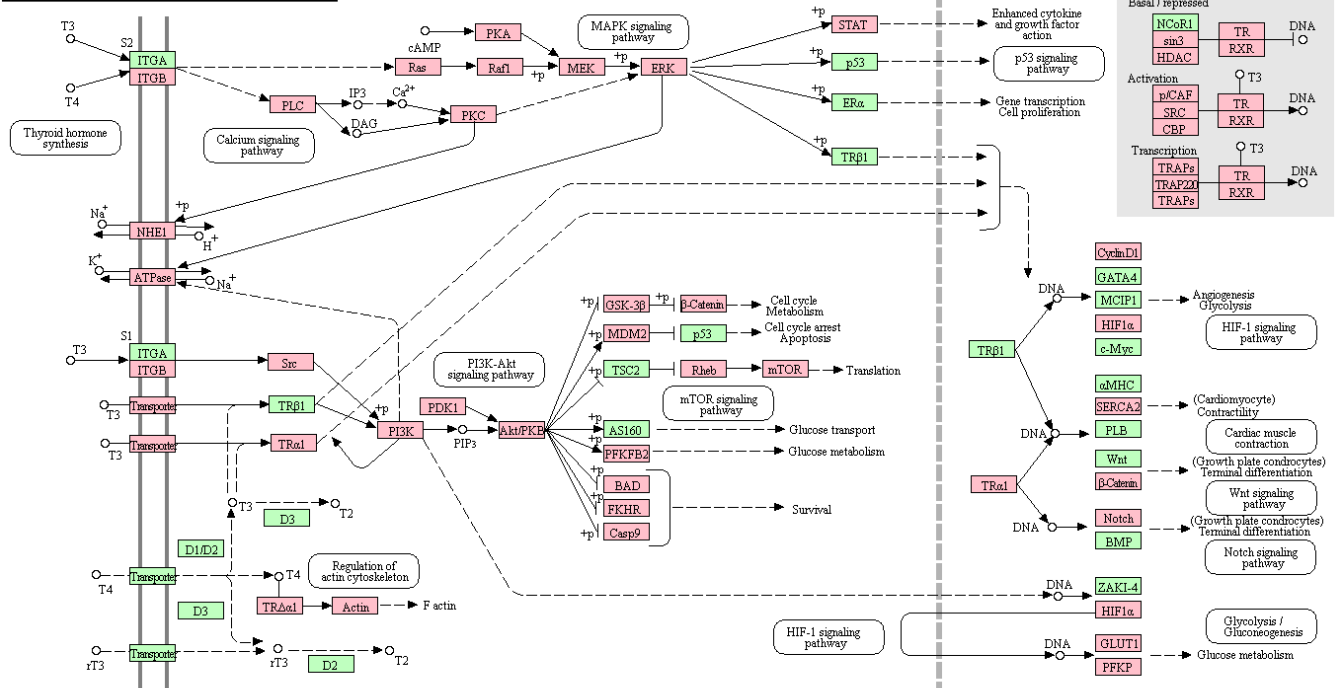 Basal / repressed
T3
S2
ITGA
ITGB
T4
cAMP
PKA
Ras
Raf1
+p
MEK
+p
ERK
MAPK signaling
pathway
+p
STAT
Enhanced cytokine
and growth factor
action
+p
p53
p53 signaling
pathway
+p
ERα
Gene transcription
Cell proliferation
+p
TRβ1
NCoR1
sin3
HDAC
TR
RXR
DNA
Activation
p/CAF
SRC
CBP
T3
TR
RXR
DNA
Transcription
TRAPs
TRAP220
TRAPs
T3
TR
RXR
DNA
PLC
IP3
Ca2+
DAG
PKC
Thyroid hormone
synthesis
Calcium signaling
pathway
Na+
+p
NHE1
H+
K+
ATPase
Na+
S1
T3
ITGA
ITGB
Src
PI3K-Akt
signaling pathway
T3
Transporter
TRβ1
+p
PI3K
PDK1
PIP3
Akt/PKB
T3
Transporter
TRα1
+p
GSK-3β
+p
β-Catenin
Cell cycle
Metabolism
+p
MDM2
p53
Cell cycle arrest
Apoptosis
+p
TSC2
Rheb
mTOR
Translation
mTOR signaling
pathway
+p
AS160
Glucose transport
+p
PFKFB2
Glucose metabolism
+p
BAD
+p
FKHR
Survival
+p
Casp9
T3
T2
D3
D1/D2
T4
Transporter
T4
Regulation of
actin cytoskeleton
D3
TRΔα1
Actin
F actin
rT3
Transporter
rT3
T2
D2
CyclinD1
GATA4
DNA
MCIP1
Angiogenesis
Glycolysis
HIF1α
HIF-1 signaling
pathway
TRβ1
c-Myc
αMHC
SERCA2
(Cardiomyocyte)
Contractility
DNA
PLB
Cardiac muscle
contraction
Wnt
β-Catenin
(Growth plate condrocytes)
Terminal differentiation
TRα1
Wnt signaling
pathway
DNA
Notch
BMP
(Growth plate condrocytes)
Terminal differentiation
Notch signaling
pathway
DNA
ZAKI-4
HIF1α
HIF-1 signaling
pathway
DNA
GLUT1
PFKP
Glycolysis /
Gluconeogenesis
Glucose metabolism